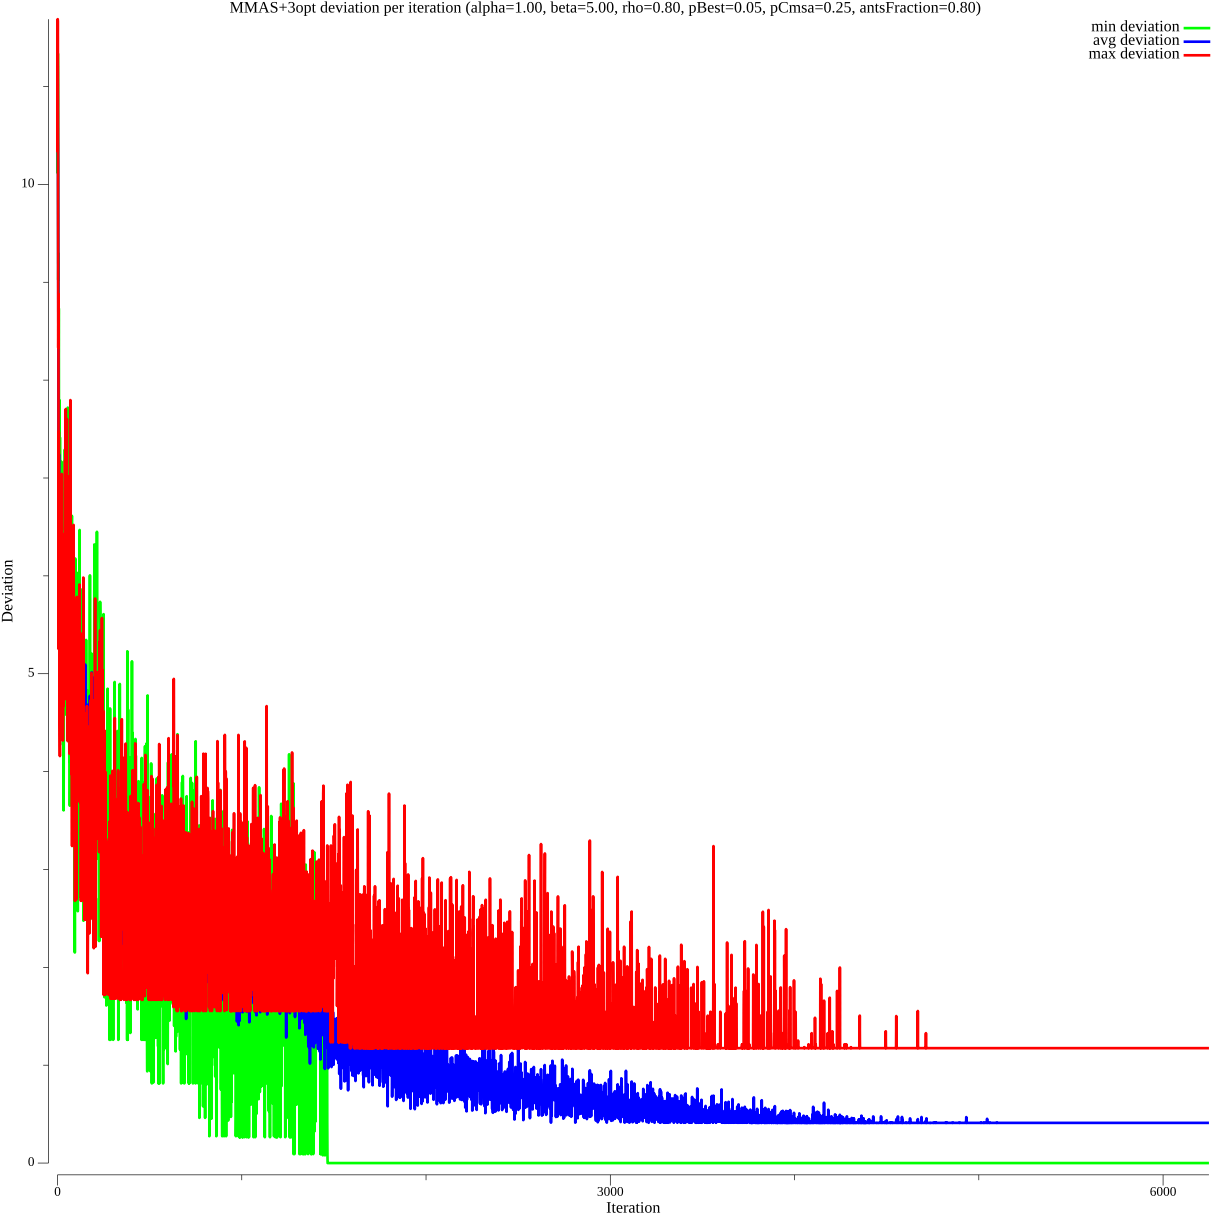 MMAS+3opt deviation per iteration (alpha=1.00, beta=5.00, rho=0.80, pBest=0.05, pCmsa=0.25, antsFraction=0.80)
min deviation
avg deviation
max deviation
10
5
0
Deviation
0
3000
6000
Iteration